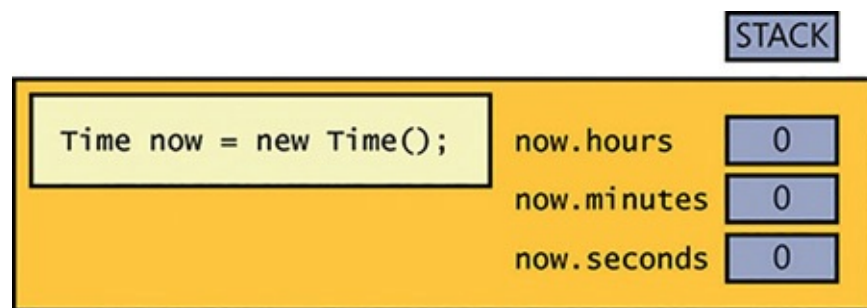 STACK
Time now = new Time(); now.hours 0
now.minutes 0
now.seconds 0